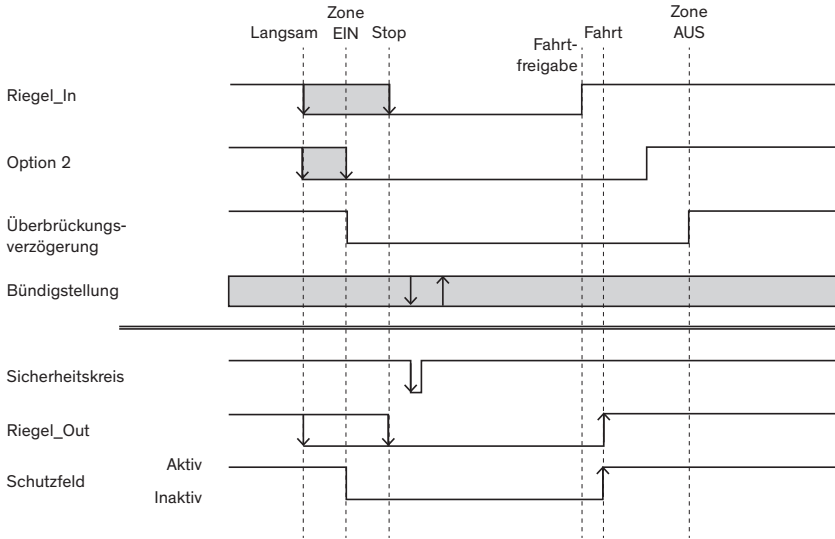 Zone
Zone
Langsam
EIN
Stop
Fahrt-
freigabe
Fahrt
AUS
Riegel_In
Option 2
Überbrückungs-
verzögerung
Bündigstellung
Sicherheitskreis
Riegel_Out
Aktiv
Schutzfeld
Inaktiv